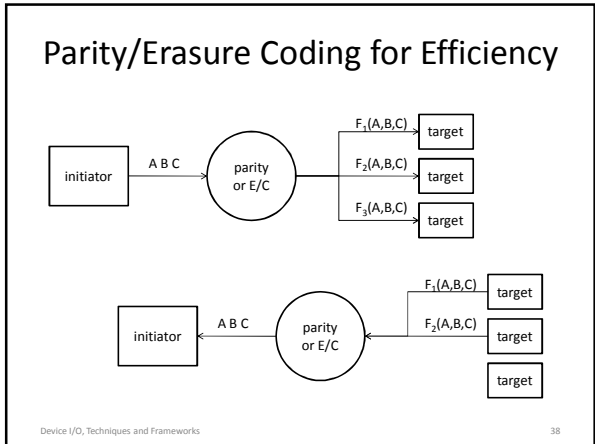 Parity/Erasure Coding for Efficiency
initiator
A B C
parity
or E/C
F₁(A,B,C)
target
F₂(A,B,C)
target
F₃(A,B,C)
target
initiator
A B C
parity
or E/C
F₁(A,B,C)
target
F₂(A,B,C)
target
target
Device I/O, Techniques and Frameworks
38